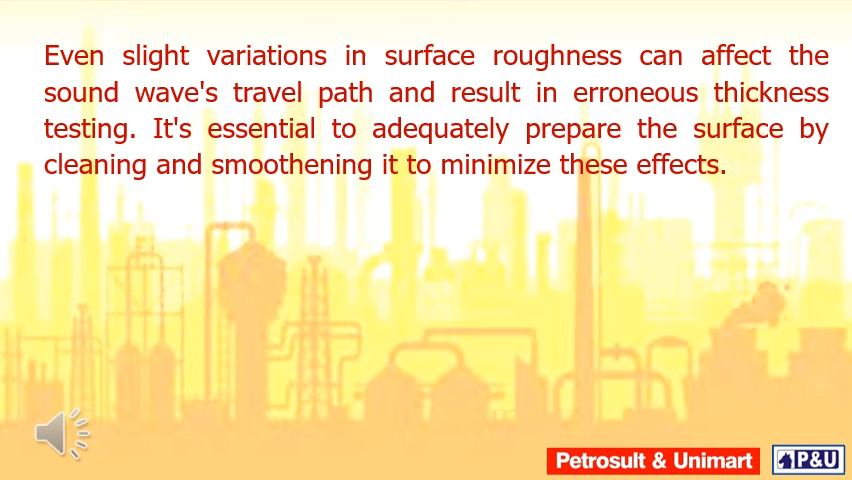 Even slight variations in surface roughness can affect the
sound wave's travel path and result in erroneous thickness
testing. It's essential to adequately prepare the surface by
cleaning and smoothening it to minimize these effects.
Petrosult & Unimart
P&U